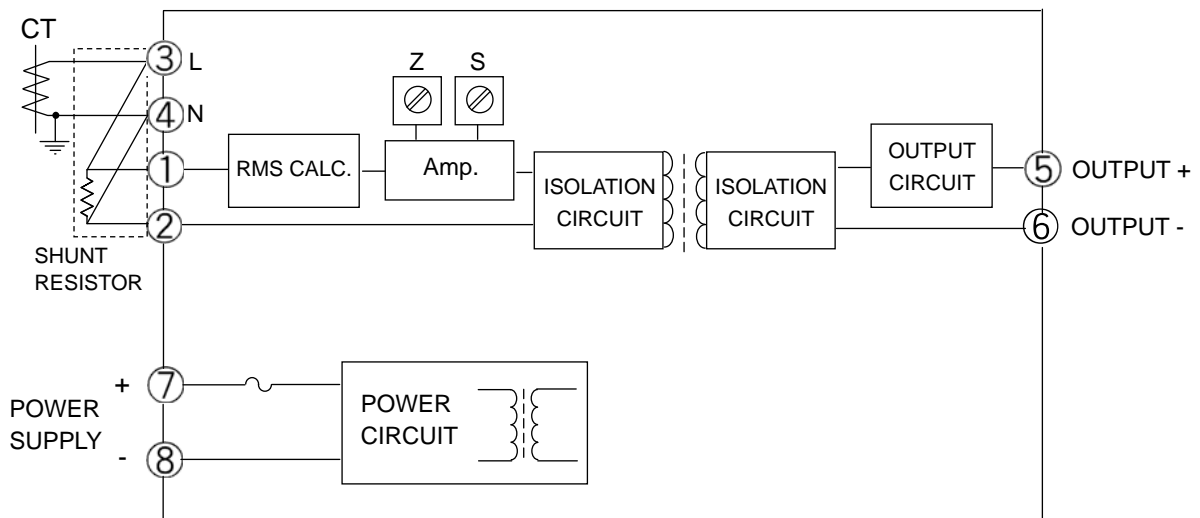 CT
3 L
4 N
1
2
SHUNT
RESISTOR
RMS CALC.
Z
S
Amp.
ISOLATION
CIRCUIT
ISOLATION
CIRCUIT
OUTPUT
CIRCUIT
5 OUTPUT +
6 OUTPUT -
POWER
SUPPLY
+ 7
- 8
POWER
CIRCUIT